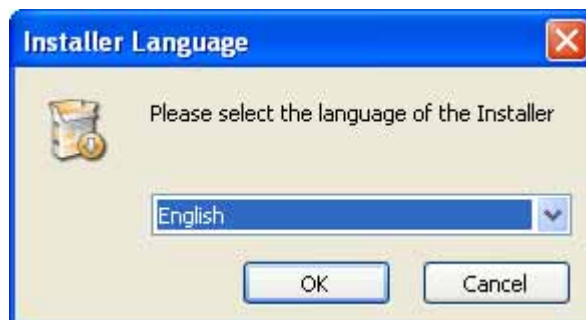 Installer Language
Please select the language of the Installer
English
OK
Cancel